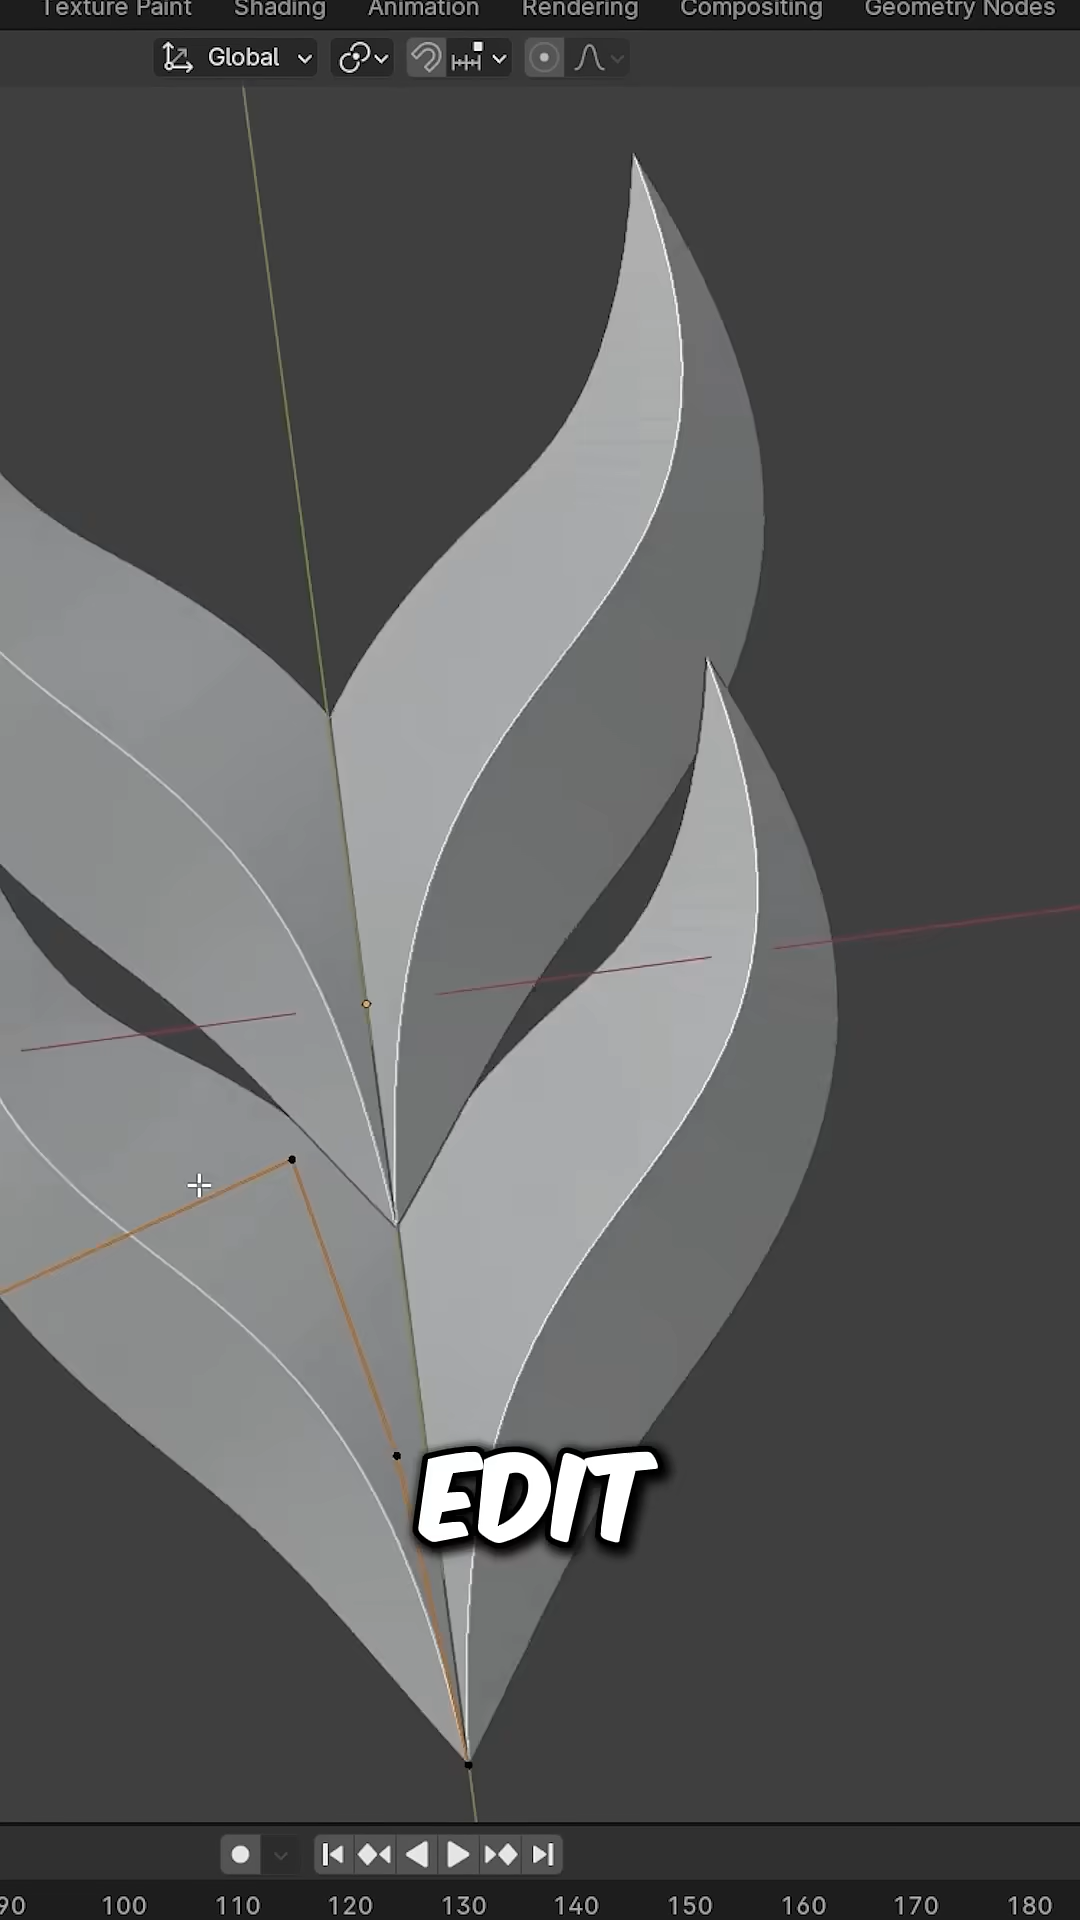 Texture Paint Shading Animation Rendering Compositing Geometry Nodes
Global
EDIT
90 100 110 120 130 140 150 160 170 180